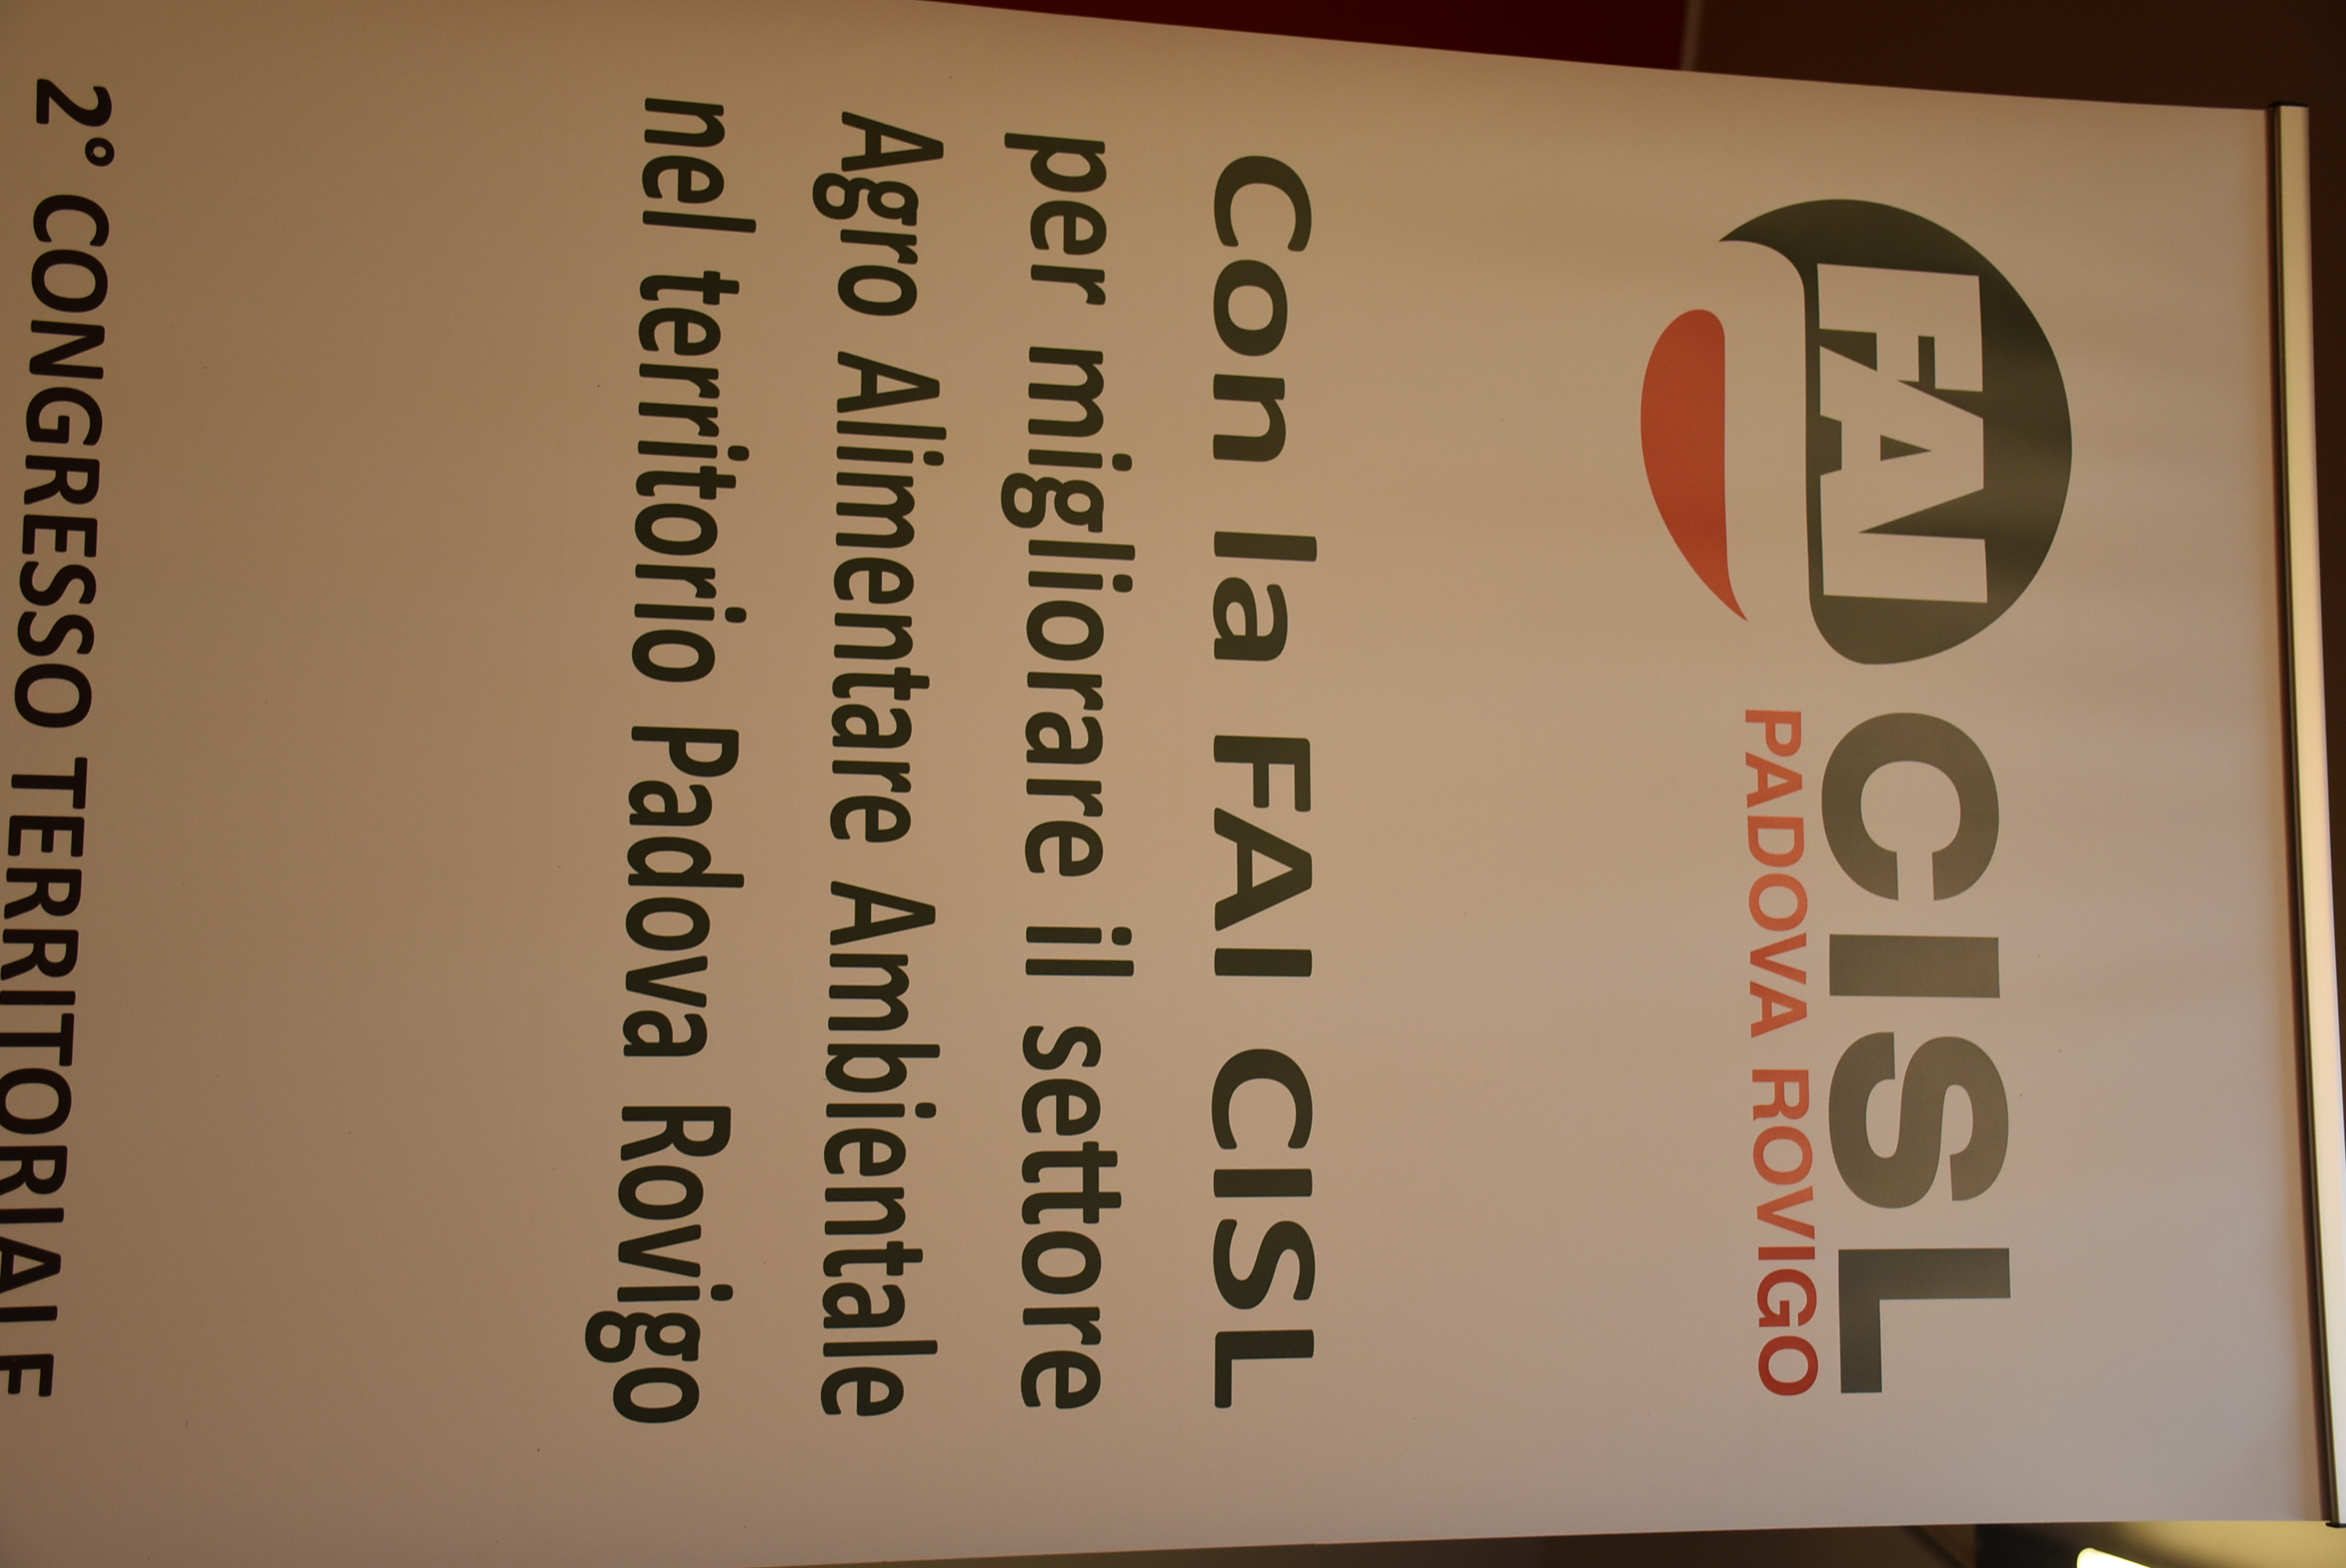 FAI CISL
PADOVA ROVIGO
Con la FAI CISL
per migliorare il settore
Agro Alimentare Ambientale
nel territorio Padova Rovigo
2° CONGRESSO TERRITORIALE